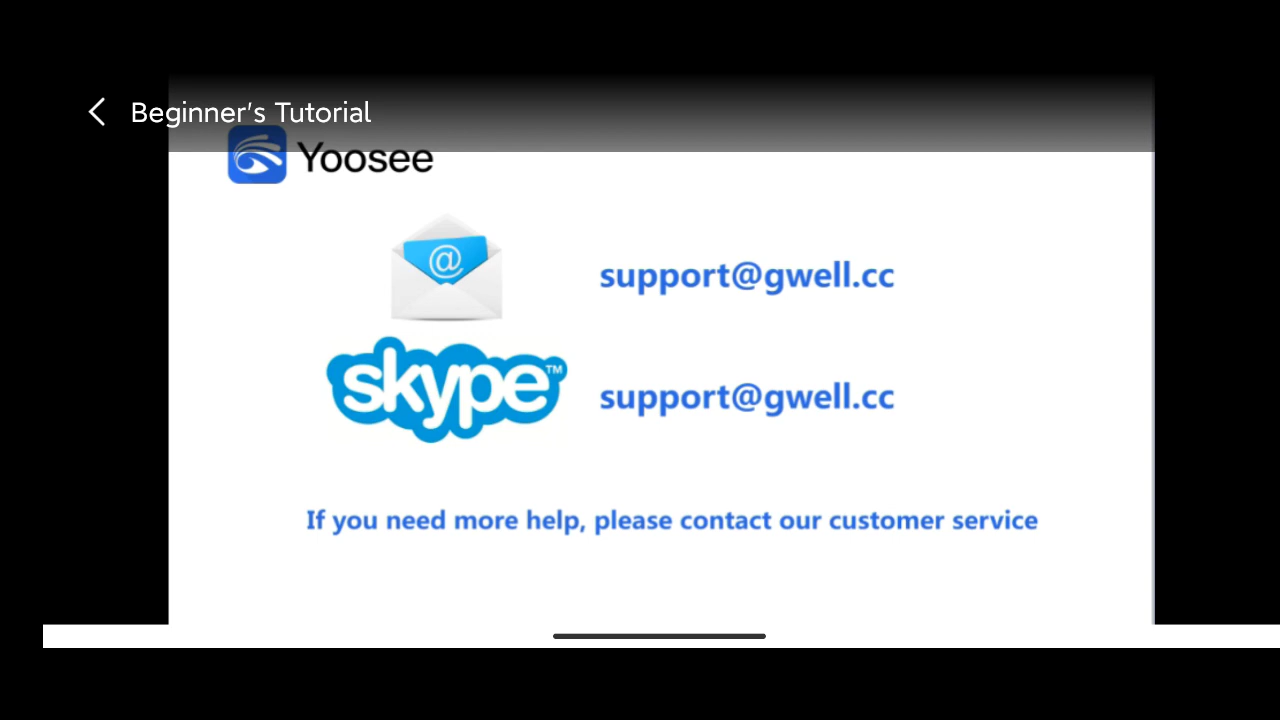 Beginner's Tutorial
Yoosee
@
support@gwell.cc
skype™
support@gwell.cc
If you need more help, please contact our customer service